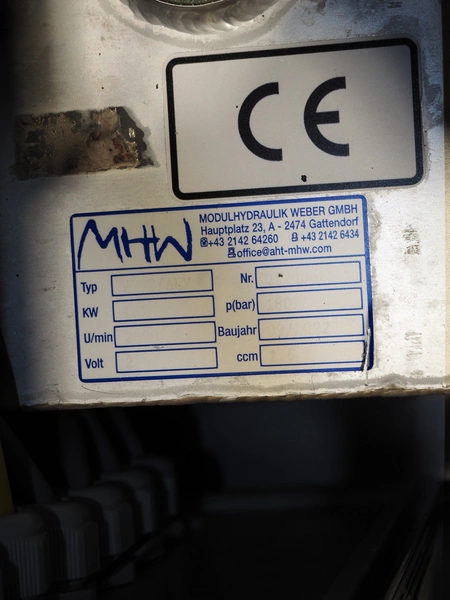 CE
MHW
MODULHYDRAULIK WEBER GMBH
Hauptplatz 23, A - 2474 Gattendorf
+43 2142 64260 +43 2142 6434
office@aht-mhw.com
Typ Nr.
KW p(bar)
U/min Baujahr
Volt ccm